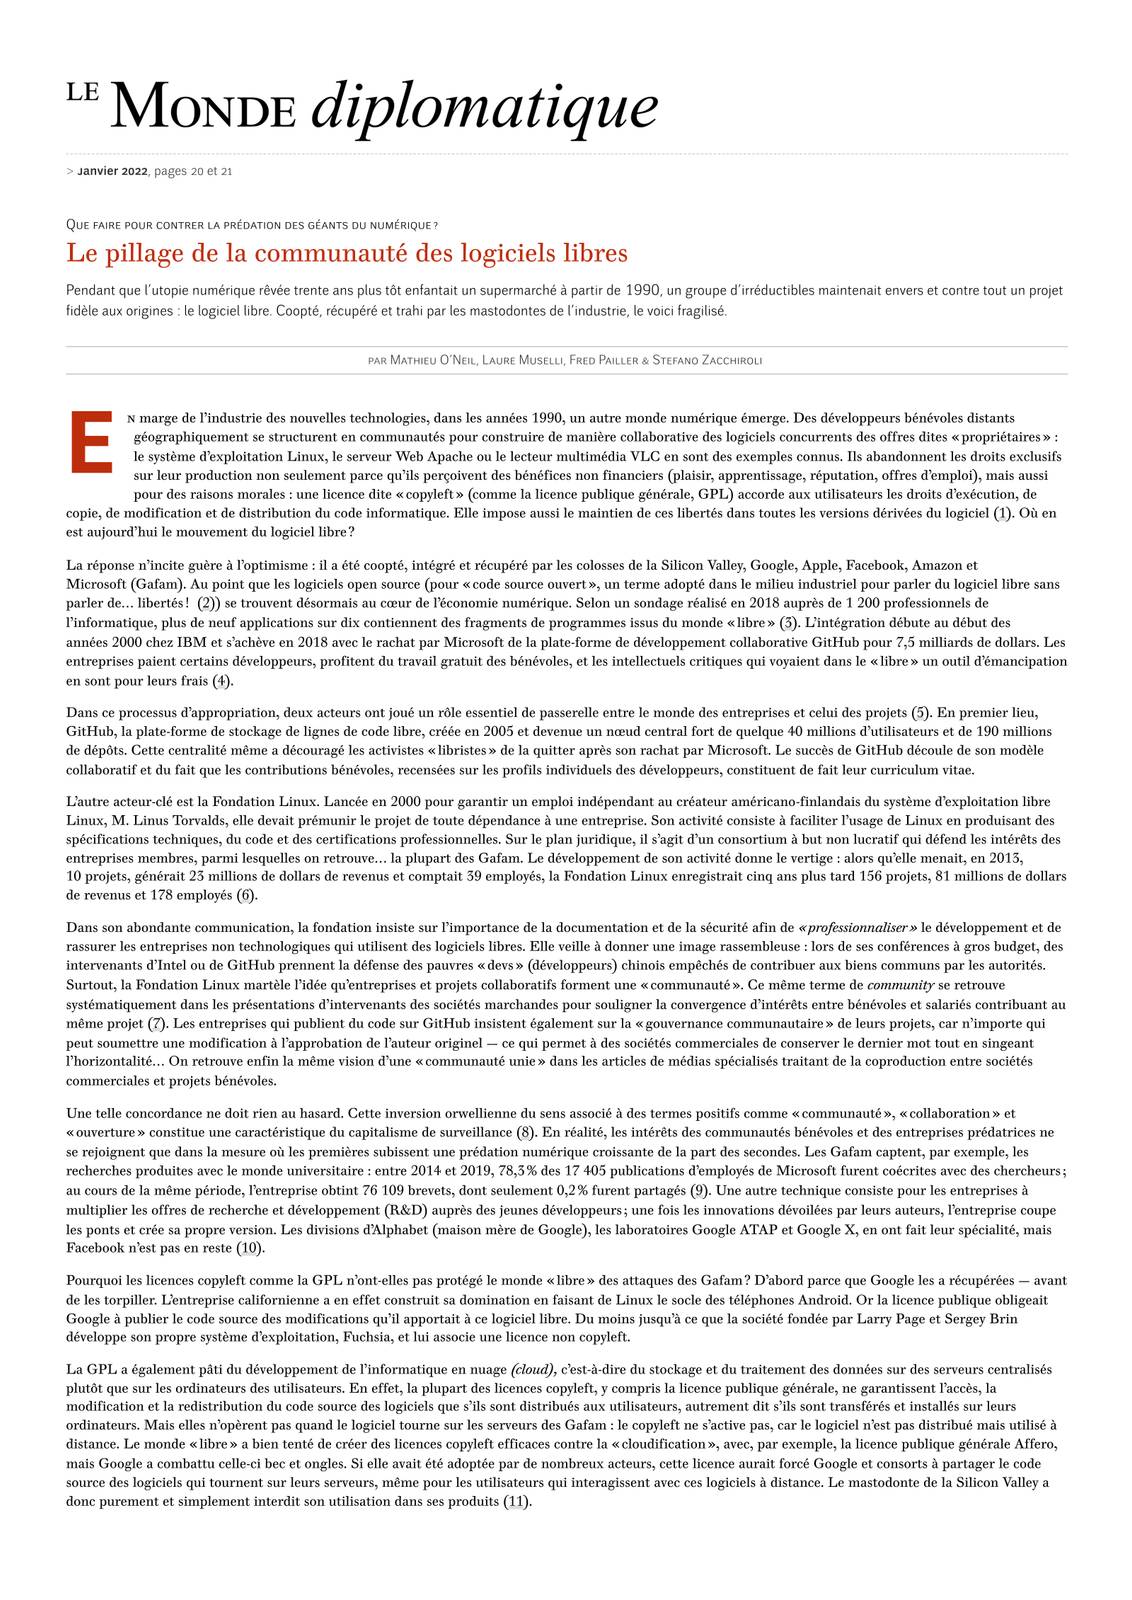 LE MONDE diplomatique
> Janvier 2022, pages 20 et 21
QUE FAIRE POUR CONTRER LA PRÉDATION DES GÉANTS DU NUMÉRIQUE ?
Le pillage de la communauté des logiciels libres
Pendant que l’utopie numérique rêvée trente ans plus tôt enfantait un supermarché à partir de 1990, un groupe d’irréductibles maintenait envers et contre tout un projet
fidèle aux origines : le logiciel libre. Coopté, récupéré et trahi par les mastodontes de l’industrie, le voici fragilisé.
PAR MATHIEU O’NEIL, LAURE MUSELLI, FRED PAILLER & STEFANO ZACCHIROLI
EN marge de l’industrie des nouvelles technologies, dans les années 1990, un autre monde numérique émerge. Des développeurs bénévoles distants
géographiquement se structurent en communautés pour construire de manière collaborative des logiciels concurrents des offres dites « propriétaires » :
le système d’exploitation Linux, le serveur Web Apache ou le lecteur multimédia VLC en sont des exemples connus. Ils abandonnent les droits exclusifs
sur leur production non seulement parce qu’ils perçoivent des bénéfices non financiers (plaisir, apprentissage, réputation, offres d’emploi), mais aussi
pour des raisons morales : une licence dite « copyleft » (comme la licence publique générale, GPL) accorde aux utilisateurs les droits d’exécution, de
copie, de modification et de distribution du code informatique. Elle impose aussi le maintien de ces libertés dans toutes les versions dérivées du logiciel (1). Où en
est aujourd’hui le mouvement du logiciel libre ?
La réponse n’incite guère à l’optimisme : il a été coopté, intégré et récupéré par les colosses de la Silicon Valley, Google, Apple, Facebook, Amazon et
Microsoft (Gafam). Au point que les logiciels open source (pour « code source ouvert », un terme adopté dans le milieu industriel pour parler du logiciel libre sans
parler de... libertés ! (2)) se trouvent désormais au cœur de l’économie numérique. Selon un sondage réalisé en 2018 auprès de 1 200 professionnels de
l’informatique, plus de neuf applications sur dix contiennent des fragments de programmes issus du monde « libre » (3). L’intégration débute au début des
années 2000 chez IBM et s’achève en 2018 avec le rachat par Microsoft de la plate-forme de développement collaborative GitHub pour 7,5 milliards de dollars. Les
entreprises paient certains développeurs, profitent du travail gratuit des bénévoles, et les intellectuels critiques qui voyaient dans le « libre » un outil d’émancipation
en sont pour leurs frais (4).
Dans ce processus d’appropriation, deux acteurs ont joué un rôle essentiel de passerelle entre le monde des entreprises et celui des projets (5). En premier lieu,
GitHub, la plate-forme de stockage de lignes de code libre, créée en 2005 et devenue un nœud central fort de quelque 40 millions d’utilisateurs et de 190 millions
de dépôts. Cette centralité même a découragé les activistes « libristes » de la quitter après son rachat par Microsoft. Le succès de GitHub découle de son modèle
collaboratif et du fait que les contributions bénévoles, recensées sur les profils individuels des développeurs, constituent de fait leur curriculum vitae.
L’autre acteur-clé est la Fondation Linux. Lancée en 2000 pour garantir un emploi indépendant au créateur américano-finlandais du système d’exploitation libre
Linux, M. Linus Torvalds, elle devait prémunir le projet de toute dépendance à une entreprise. Son activité consiste à faciliter l’usage de Linux en produisant des
spécifications techniques, du code et des certifications professionnelles. Sur le plan juridique, il s’agit d’un consortium à but non lucratif qui défend les intérêts des
entreprises membres, parmi lesquelles on retrouve... la plupart des Gafam. Le développement de son activité donne le vertige : alors qu’elle menait, en 2013,
10 projets, générait 23 millions de dollars de revenus et comptait 39 employés, la Fondation Linux enregistrait cinq ans plus tard 156 projets, 81 millions de dollars
de revenus et 178 employés (6).
Dans son abondante communication, la fondation insiste sur l’importance de la documentation et de la sécurité afin de « professionnaliser » le développement et de
rassurer les entreprises non technologiques qui utilisent des logiciels libres. Elle veille à donner une image rassembleuse : lors de ses conférences à gros budget, des
intervenants d’Intel ou de GitHub prennent la défense des pauvres « devs » (développeurs) chinois empêchés de contribuer aux biens communs par les autorités.
Surtout, la Fondation Linux martèle l’idée qu’entreprises et projets collaboratifs forment une « communauté ». Ce même terme de community se retrouve
systématiquement dans les présentations d’intervenants des sociétés marchandes pour souligner la convergence d’intérêts entre bénévoles et salariés contribuant au
même projet (7). Les entreprises qui publient du code sur GitHub insistent également sur la « gouvernance communautaire » de leurs projets, car n’importe qui
peut soumettre une modification à l’approbation de l’auteur originel — ce qui permet à des sociétés commerciales de conserver le dernier mot tout en singeant
l’horizontalité... On retrouve enfin la même vision d’une « communauté unie » dans les articles de médias spécialisés traitant de la coproduction entre sociétés
commerciales et projets bénévoles.
Une telle concordance ne doit rien au hasard. Cette inversion orwellienne du sens associé à des termes positifs comme « communauté », « collaboration » et
« ouverture » constitue une caractéristique du capitalisme de surveillance (8). En réalité, les intérêts des communautés bénévoles et des entreprises prédatrices ne
se rejoignent que dans la mesure où les premières subissent une prédation numérique croissante de la part des secondes. Les Gafam captent, par exemple, les
recherches produites avec le monde universitaire : entre 2014 et 2019, 78,3 % des 17 405 publications d’employés de Microsoft furent coécrites avec des chercheurs ;
au cours de la même période, l’entreprise obtint 76 109 brevets, dont seulement 0,2 % furent partagés (9). Une autre technique consiste pour les entreprises à
multiplier les offres de recherche et développement (R&D) auprès des jeunes développeurs ; une fois les innovations dévoilées par leurs auteurs, l’entreprise coupe
les ponts et crée sa propre version. Les divisions d’Alphabet (maison mère de Google), les laboratoires Google ATAP et Google X, en ont fait leur spécialité, mais
Facebook n’est pas en reste (10).
Pourquoi les licences copyleft comme la GPL n’ont-elles pas protégé le monde « libre » des attaques des Gafam ? D’abord parce que Google les a récupérées — avant
de les torpiller. L’entreprise californienne a en effet construit sa domination en faisant de Linux le socle des téléphones Android. Or la licence publique obligeait
Google à publier le code source des modifications qu’il apportait à ce logiciel libre. Du moins jusqu’à ce que la société fondée par Larry Page et Sergey Brin
développe son propre système d’exploitation, Fuchsia, et lui associe une licence non copyleft.
La GPL a également pâti du développement de l’informatique en nuage (cloud), c’est-à-dire du stockage et du traitement des données sur des serveurs centralisés
plutôt que sur les ordinateurs des utilisateurs. En effet, la plupart des licences copyleft, y compris la licence publique générale, ne garantissent l’accès, la
modification et la redistribution du code source des logiciels que s’ils sont distribués aux utilisateurs, autrement dit s’ils sont transférés et installés sur leurs
ordinateurs. Mais elles n’opèrent pas quand le logiciel tourne sur les serveurs des Gafam : le copyleft ne s’active pas, car le logiciel n’est pas distribué mais utilisé à
distance. Le monde « libre » a bien tenté de créer des licences copyleft efficaces contre la « cloudification », avec, par exemple, la licence publique générale Affero,
mais Google a combattu celle-ci bec et ongles. Si elle avait été adoptée par de nombreux acteurs, cette licence aurait forcé Google et consorts à partager le code
source des logiciels qui tournent sur leurs serveurs, même pour les utilisateurs qui interagissent avec ces logiciels à distance. Le mastodonte de la Silicon Valley a
donc purement et simplement interdit son utilisation dans ses produits (11).